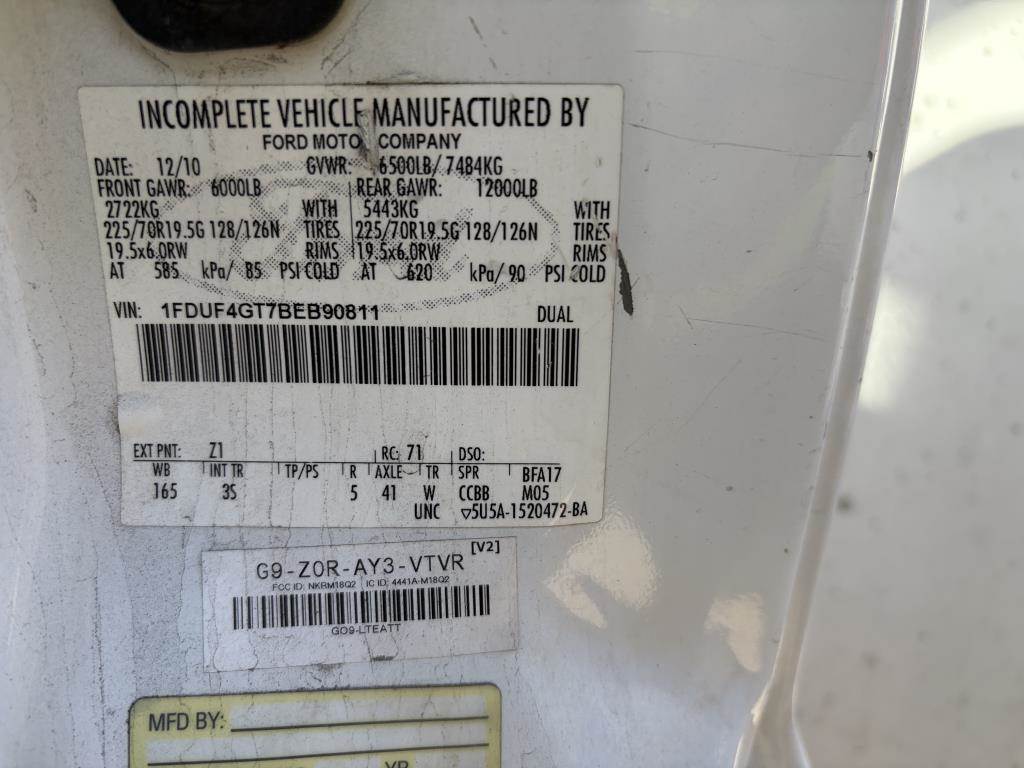 INCOMPLETE VEHICLE MANUFACTURED BY
FORD MOTO COMPANY
DATE: 12/10 GVWR: 6500LB/ 7484KG
FRONT GAWR: 6000LB REAR GAWR: 12000LB
2722KG WITH 5443KG WITH
225/70R19.5G 128/126N TIRES 225/70R19.5G 128/126N TIRES
19.5x6.0RW RIMS 19.5x6.0RW RIMS
AT 585 kPa/ 85 PSI COLD AT 620 kPa/ 90 PSI COLD
VIN: 1FDUF4GT7BEB90811 DUAL
EXT PNT: Z1 RC: 71 DSO:
WB INT TR TP/PS R AXLE TR SPR BFA17
165 3S 5 41 W CCBB M05
UNC ▽5U5A-1520472-BA
[V2]
G9-Z0R-AY3-VTVR
FCC ID: NKRM18Q2 IC ID: 4441A-M18Q2
GO9-LTEATT
MFD BY:
YR